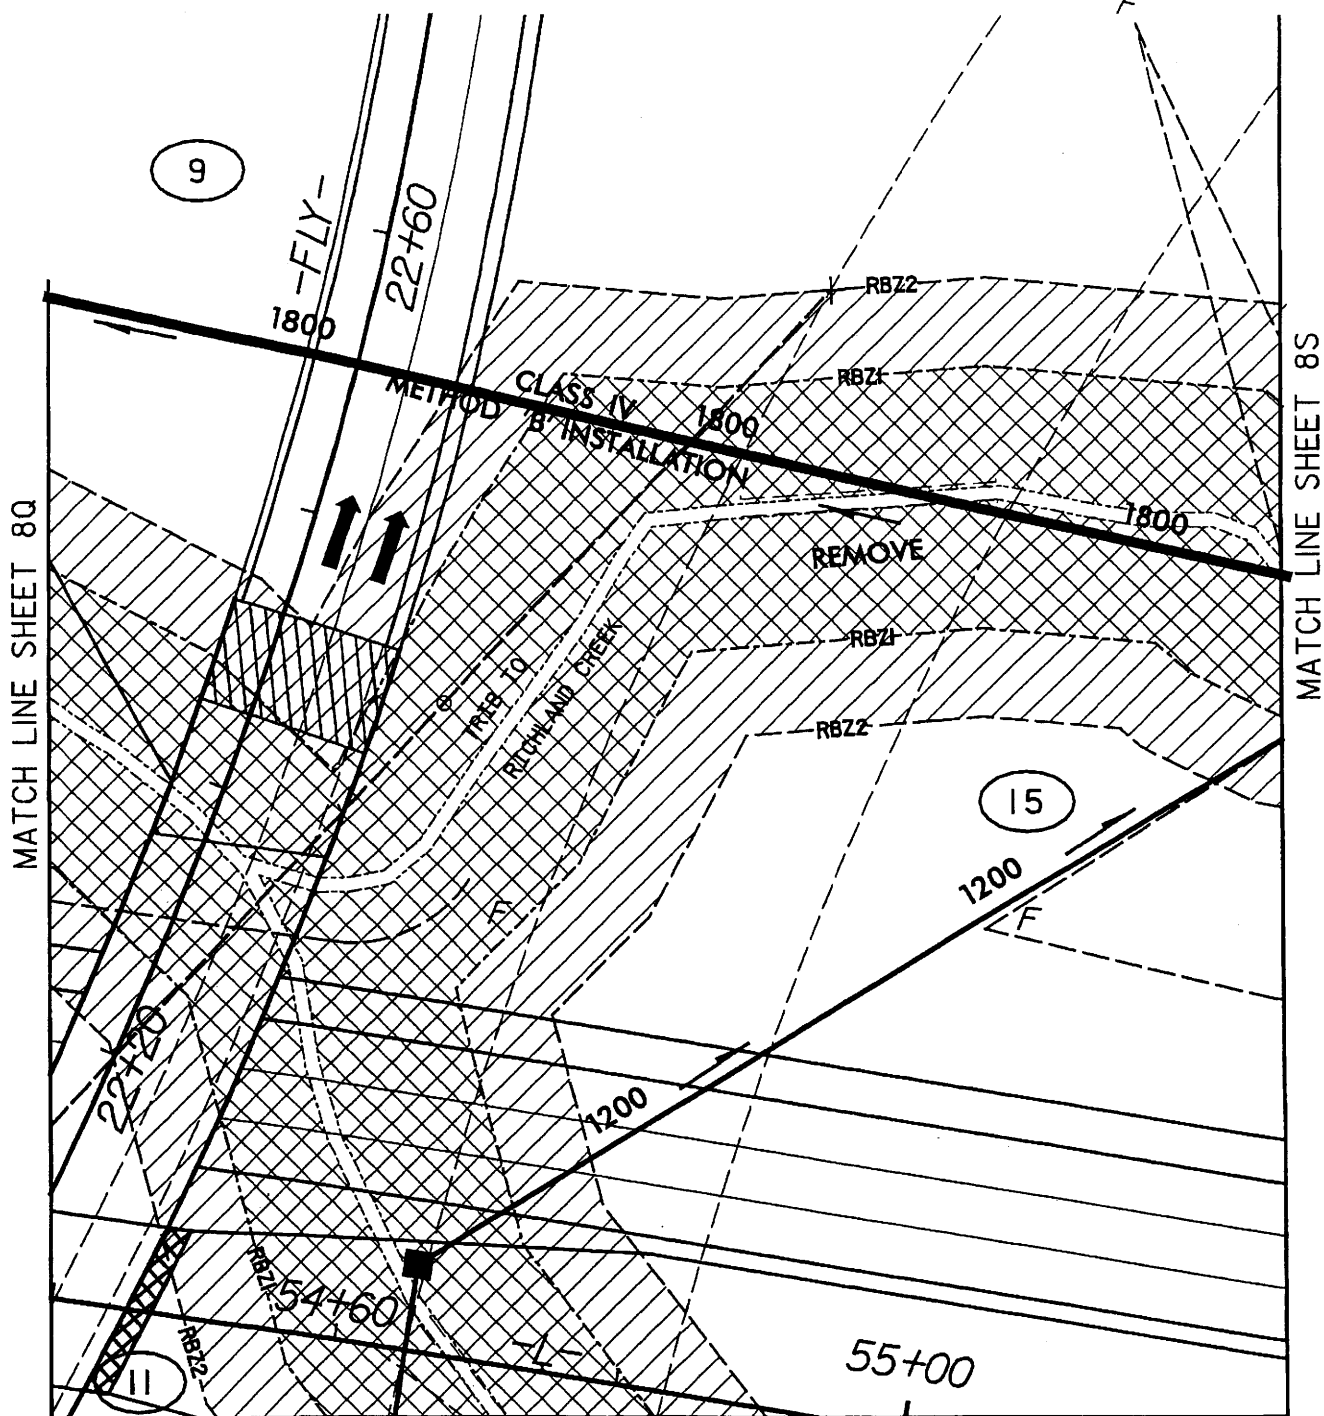 F
9
-FLY-
22+60
RBZ2
1800
RBZ1
METHOD
CLASS IV
B INSTALLATION
1800
1800
REMOVE
MATCH LINE SHEET 8Q
MATCH LINE SHEET 8S
RBZ1
TRIB TO
RICHLAND CREEK
RBZ2
15
1200
F
F
22+20
1200
RBZ1
54+60
RBZ2
-L-
55+00
11